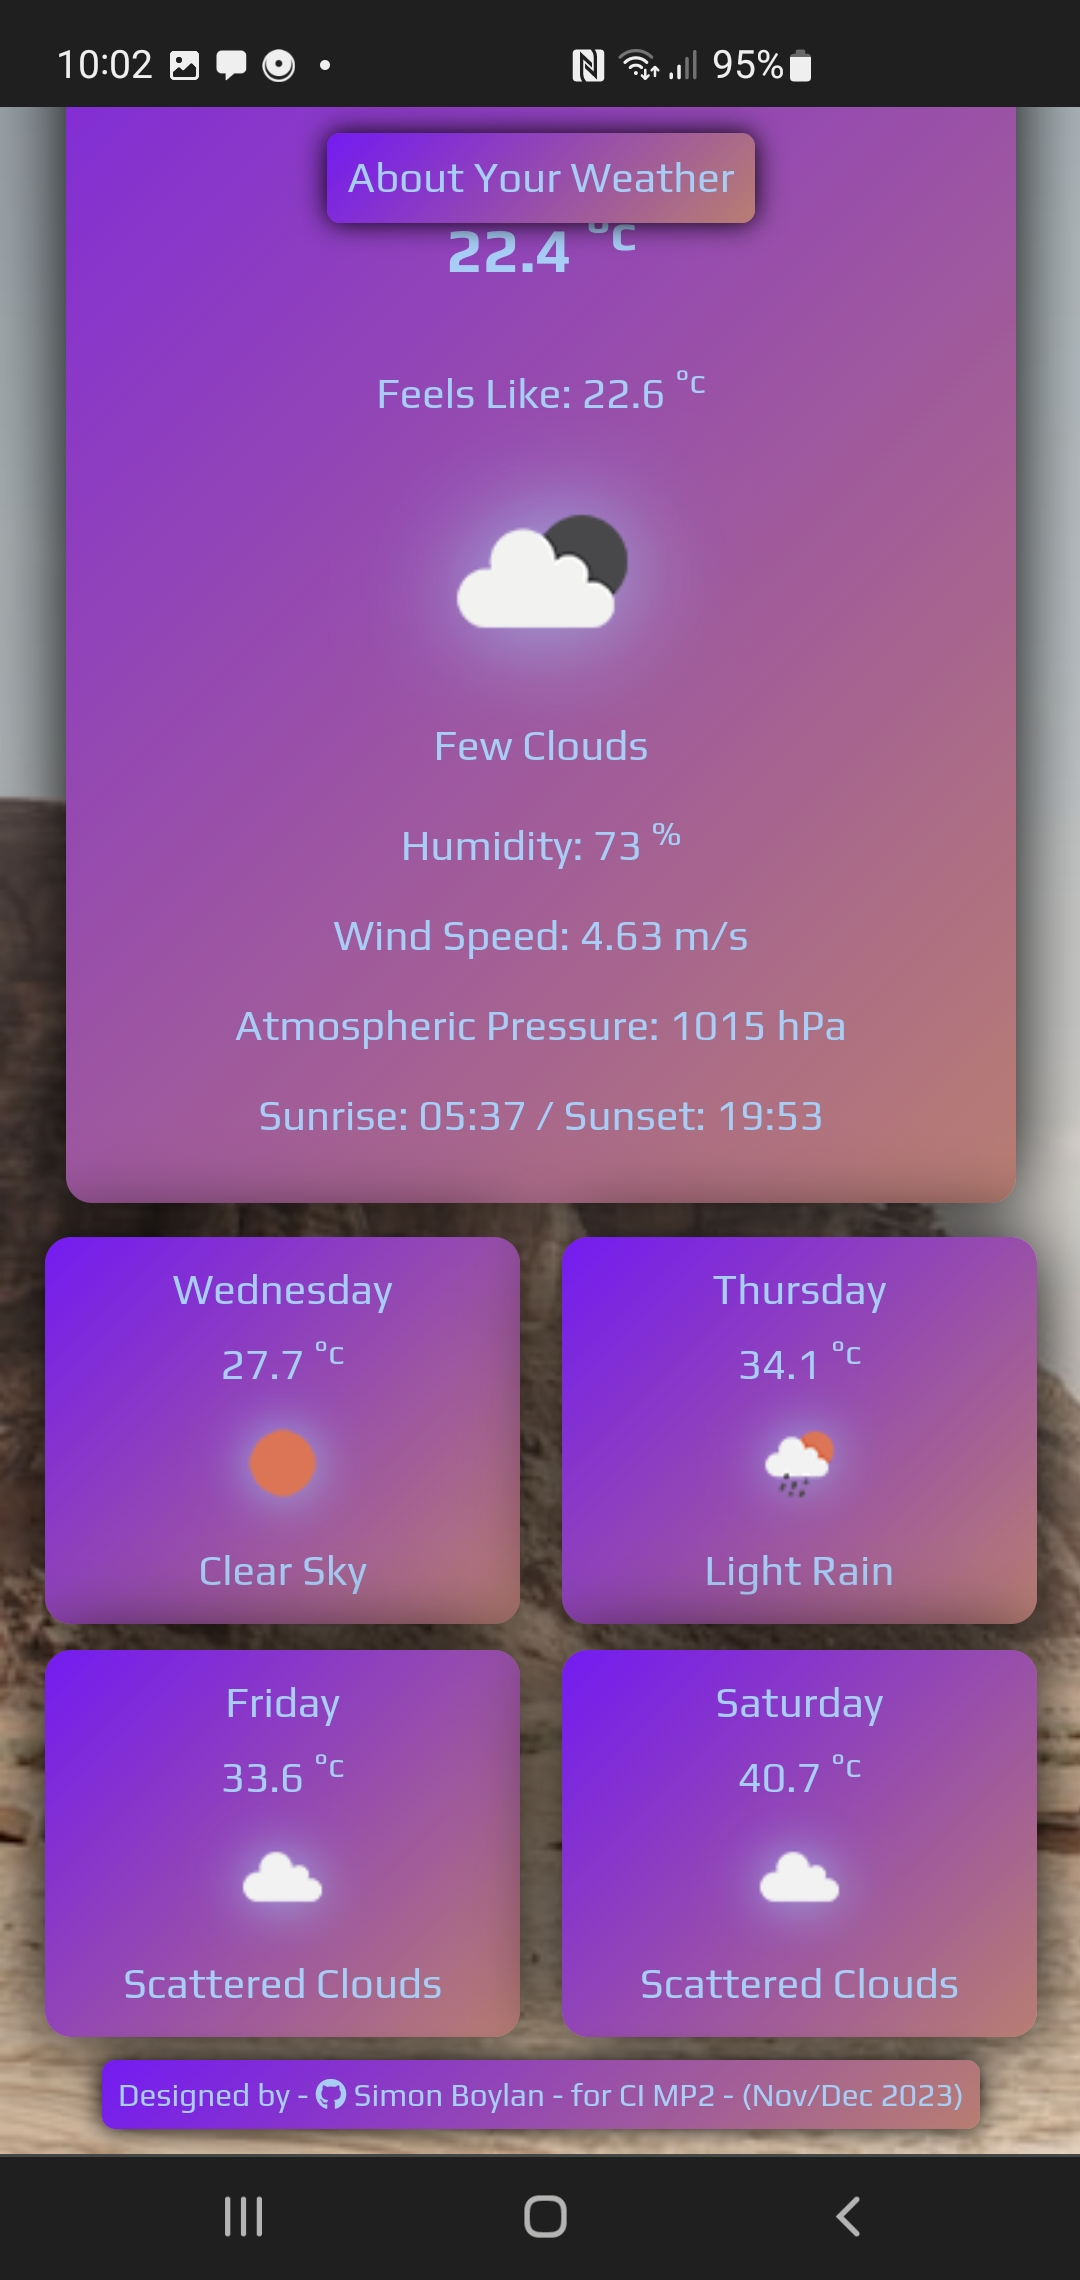 10:02 95%
About Your Weather
22.4 °c
Feels Like: 22.6 °c
Few Clouds
Humidity: 73 %
Wind Speed: 4.63 m/s
Atmospheric Pressure: 1015 hPa
Sunrise: 05:37 / Sunset: 19:53
Wednesday
27.7 °c
Clear Sky
Thursday
34.1 °c
Light Rain
Friday
33.6 °c
Scattered Clouds
Saturday
40.7 °c
Scattered Clouds
Designed by - Simon Boylan - for CI MP2 - (Nov/Dec 2023)